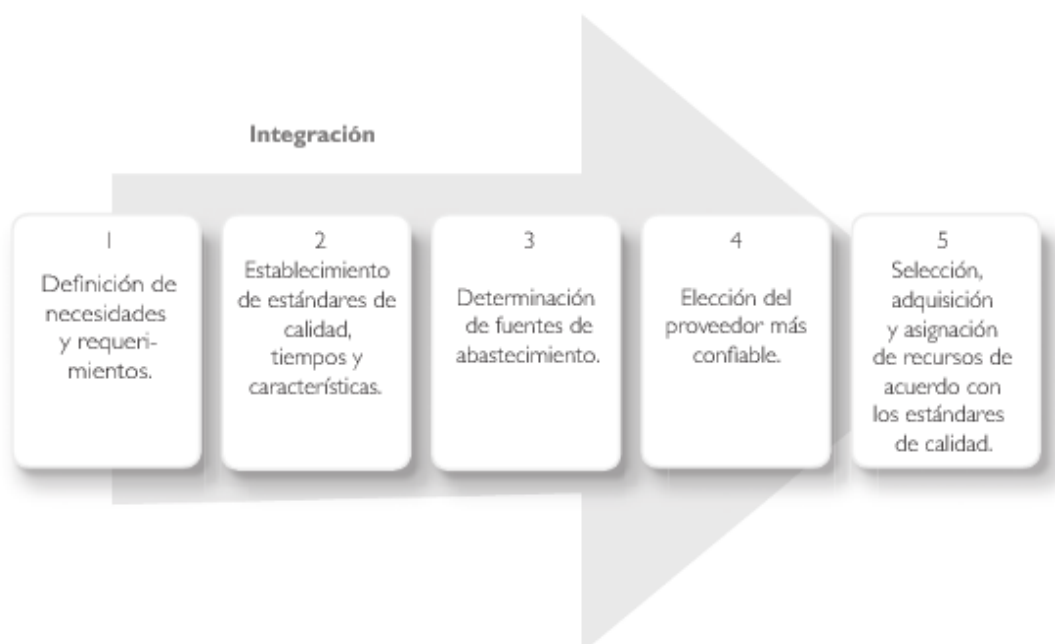 Integración
1
Definición de
necesidades
y requeri-
mientos.
2
Establecimiento
de estándares de
calidad,
tiempos y
características.
3
Determinación
de fuentes de
abastecimiento.
4
Elección del
proveedor más
confiable.
5
Selección,
adquisición
y asignación
de recursos de
acuerdo con
los estándares
de calidad.